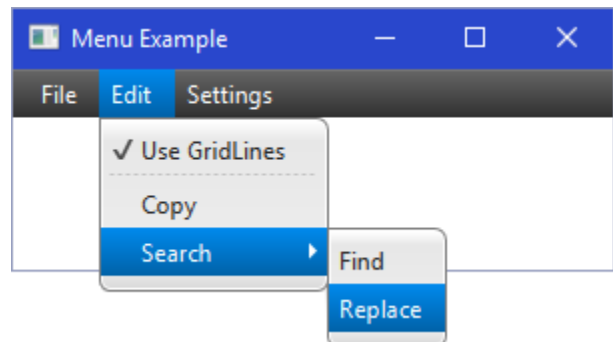 Menu Example
File Edit Settings
✓ Use GridLines
Copy
Search
Find
Replace